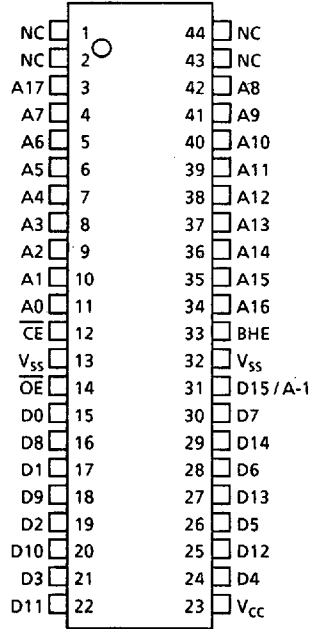 NC 1 44 NC
NC 2 43 NC
A17 3 42 A8
A7 4 41 A9
A6 5 40 A10
A5 6 39 A11
A4 7 38 A12
A3 8 37 A13
A2 9 36 A14
A1 10 35 A15
A0 11 34 A16
C̅E̅ 12 33 BHE
VSS 13 32 VSS
O̅E̅ 14 31 D15/A-1
D0 15 30 D7
D8 16 29 D14
D1 17 28 D6
D9 18 27 D13
D2 19 26 D5
D10 20 25 D12
D3 21 24 D4
D11 22 23 VCC